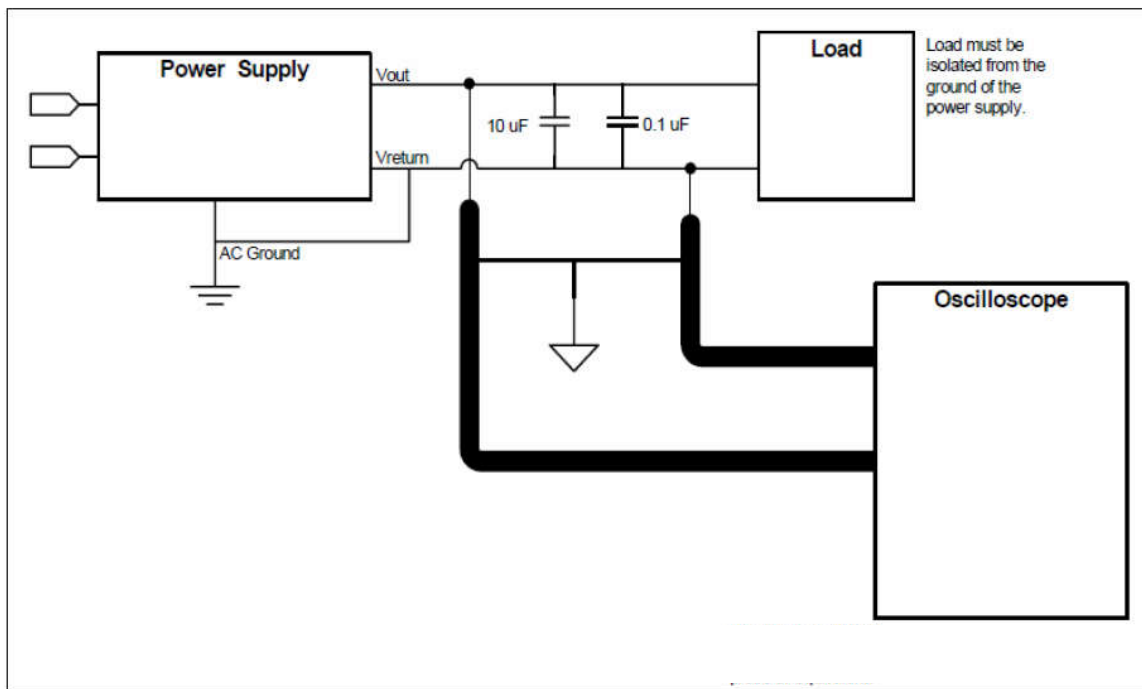 Power Supply
Vout
Vreturn
AC Ground
10 uF
0.1 uF
Load
Load must be
isolated from the
ground of the
power supply.
Oscilloscope